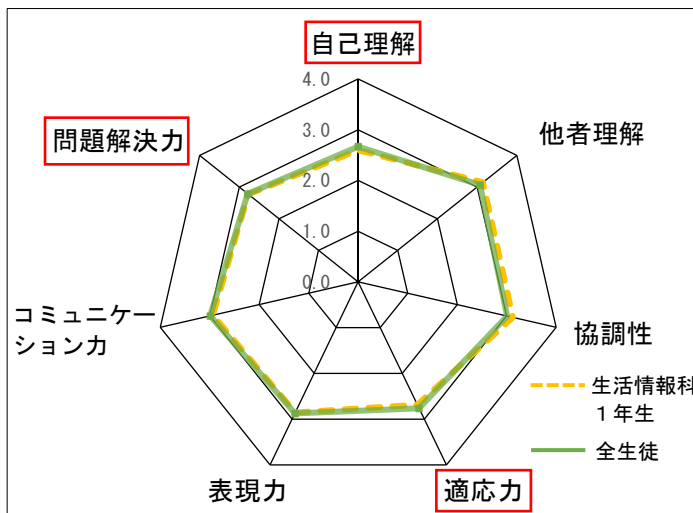 自己理解
4.0
他者理解
問題解決力
3.0
2.0
1.0
0.0
コミュニケー
ション力
協調性
生活情報科
1年生
全生徒
表現力
適応力